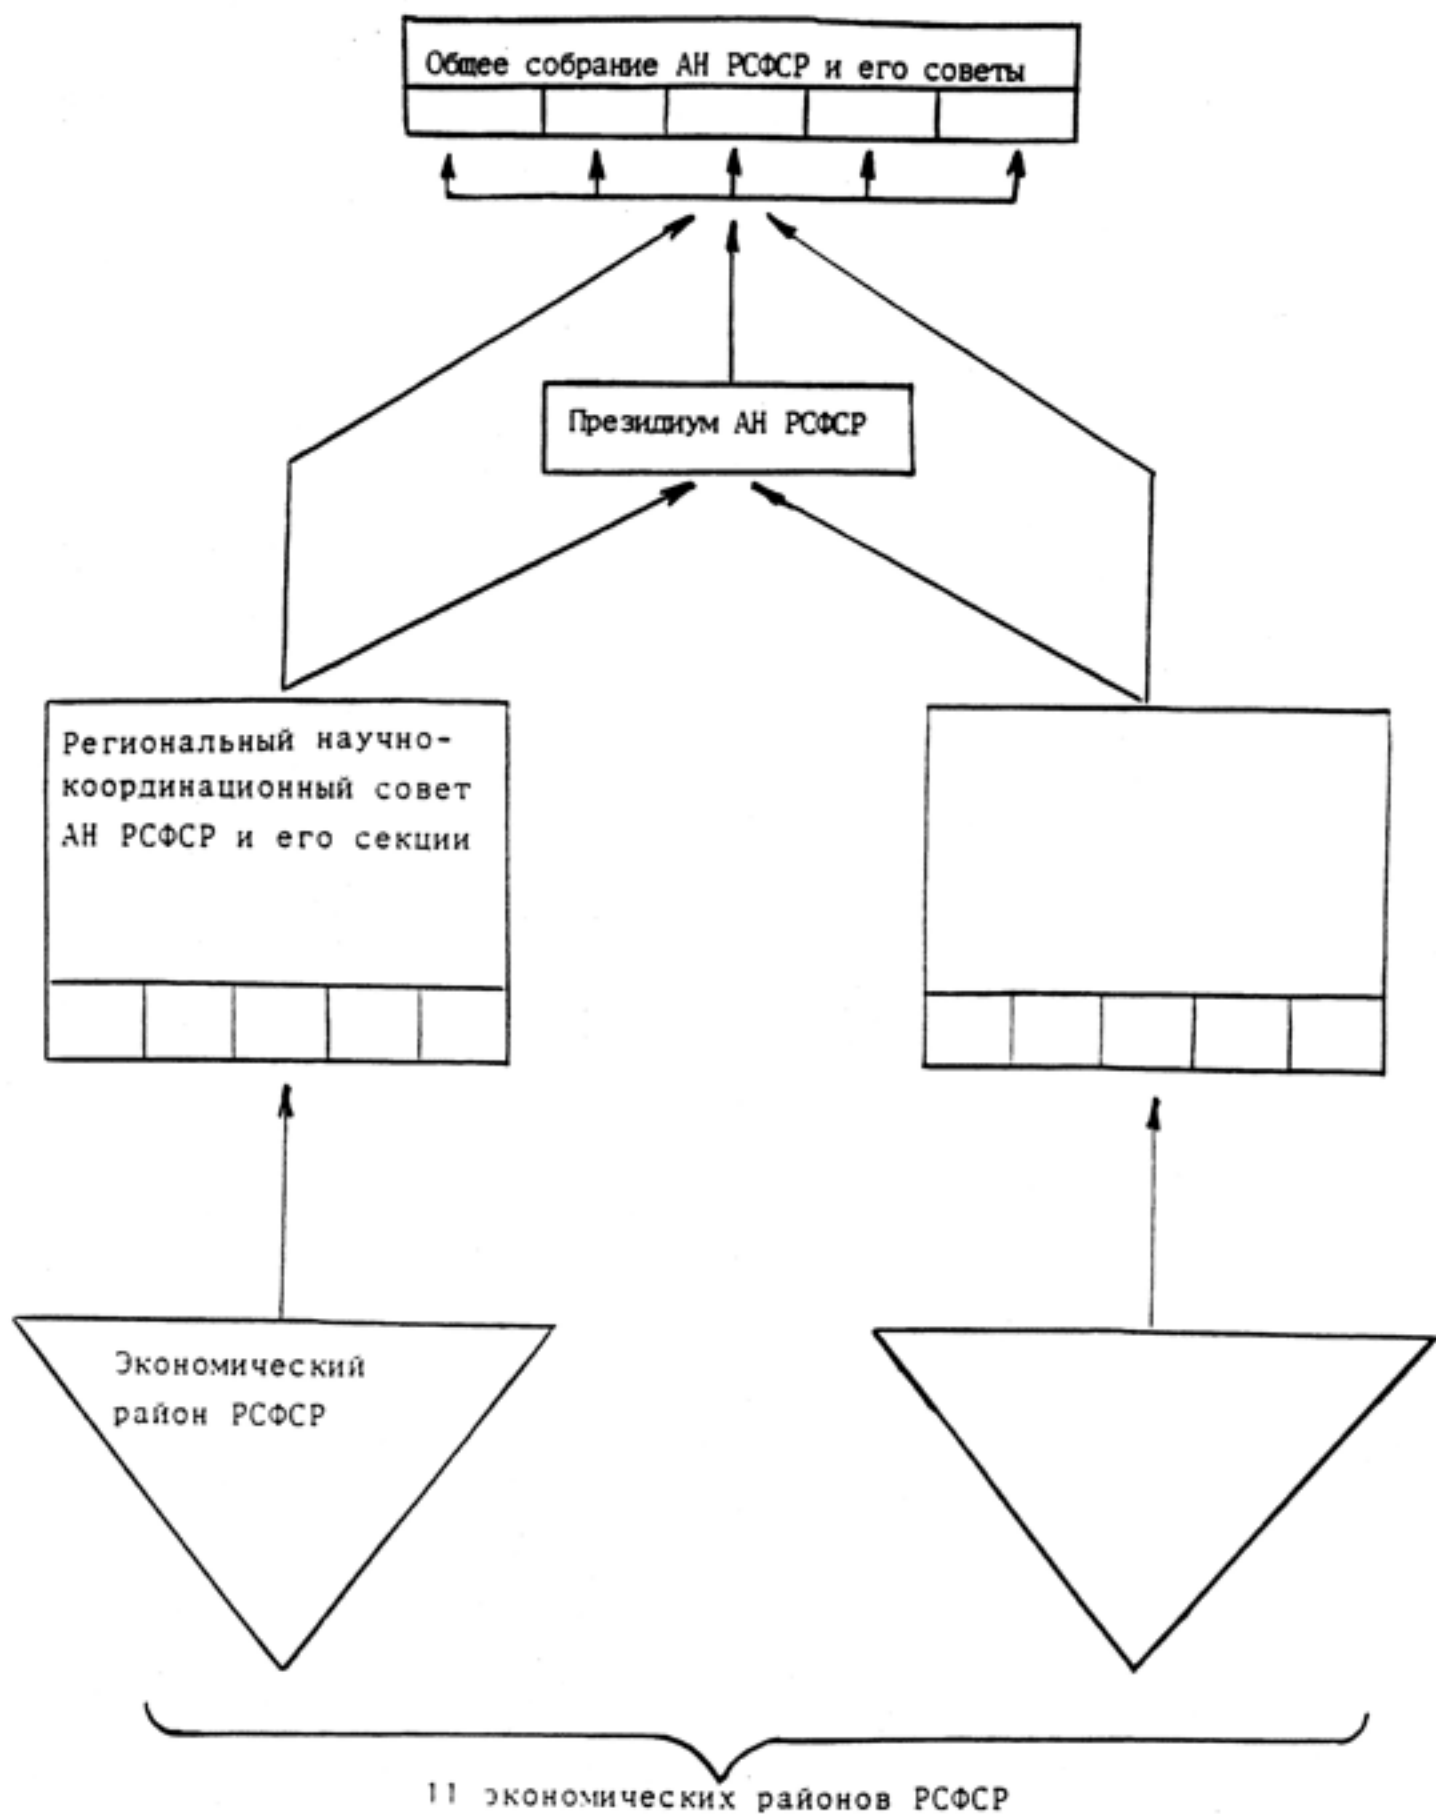 Общее собрание АН РСФСР и его советы
Президиум АН РСФСР
Региональный научно-
координационный совет
АН РСФСР и его секции
Экономический
район РСФСР
11 экономических районов РСФСР